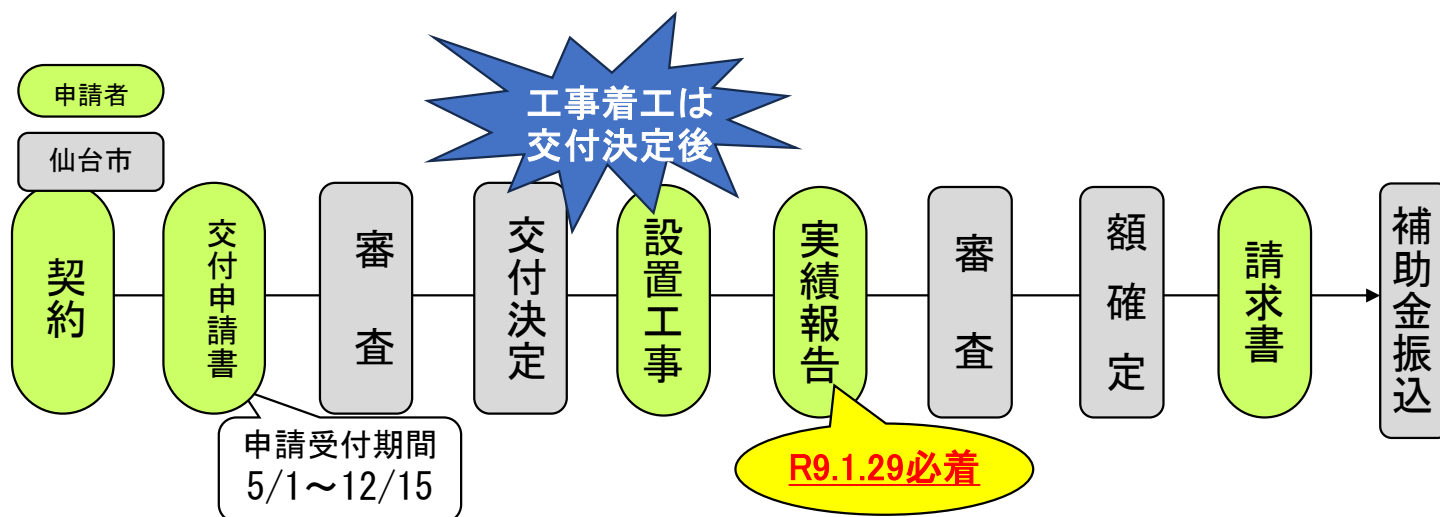 工事着工は
交付決定後
申請者
仙台市
契約
交付申請書
審査
交付決定
設置工事
実績報告
審査
額確定
請求書
補助金振込
申請受付期間
5/1～12/15
R9.1.29必着